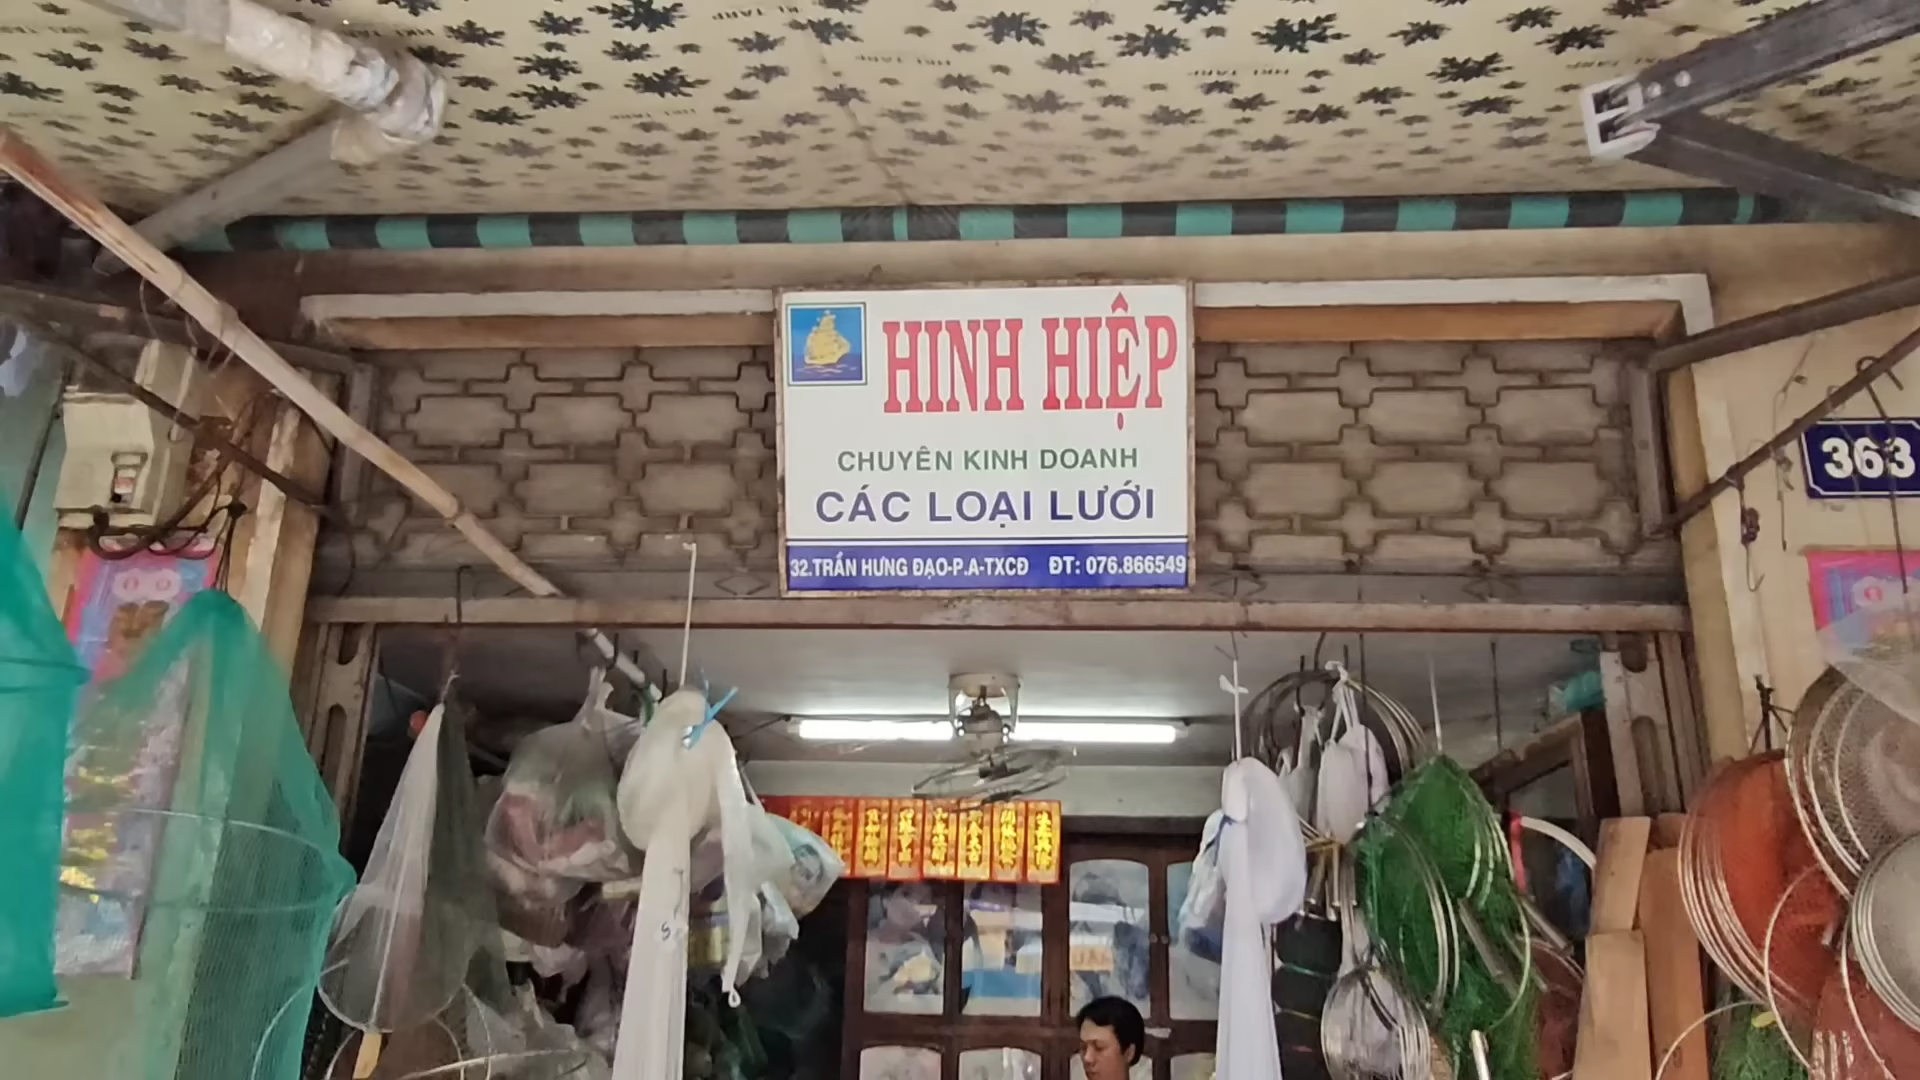 HINH HIỆP
CHUYÊN KINH DOANH
CÁC LOẠI LƯỚI
32.TRẦN HƯNG ĐẠO-P.A-TXCĐ ĐT: 076.866549
363